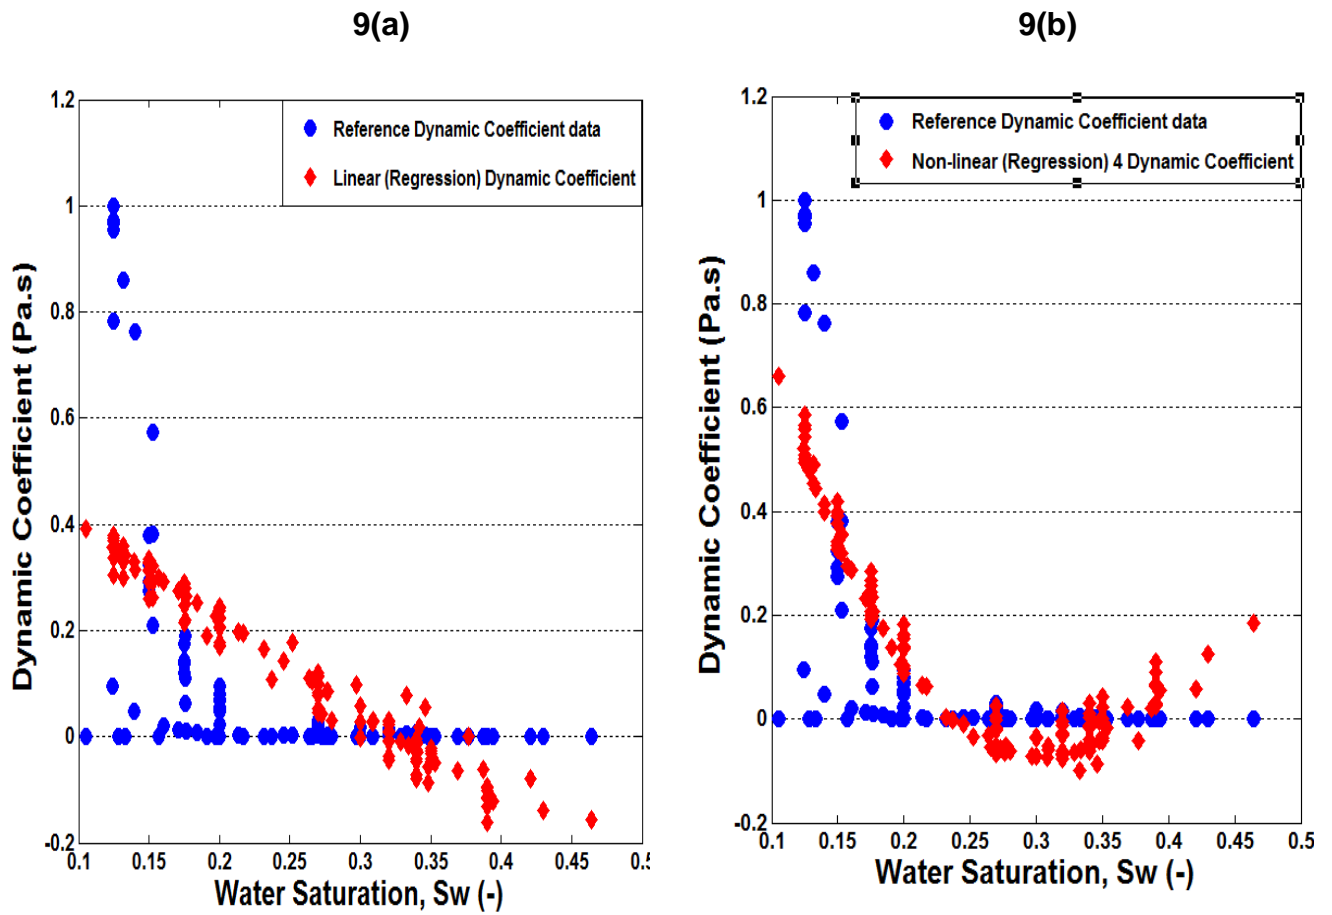 9(a)
1.2
1
0.8
0.6
0.4
0.2
0
-0.2
0.1 0.15 0.2 0.25 0.3 0.35 0.4 0.45 0.5
Dynamic Coefficient (Pa.s)
Water Saturation, Sw (-)
Reference Dynamic Coefficient data
Linear (Regression) Dynamic Coefficient
9(b)
1.2
1
0.8
0.6
0.4
0.2
0
-0.2
0.1 0.15 0.2 0.25 0.3 0.35 0.4 0.45 0.5
Dynamic Coefficient (Pa.s)
Water Saturation, Sw (-)
Reference Dynamic Coefficient data
Non-linear (Regression) 4 Dynamic Coefficient